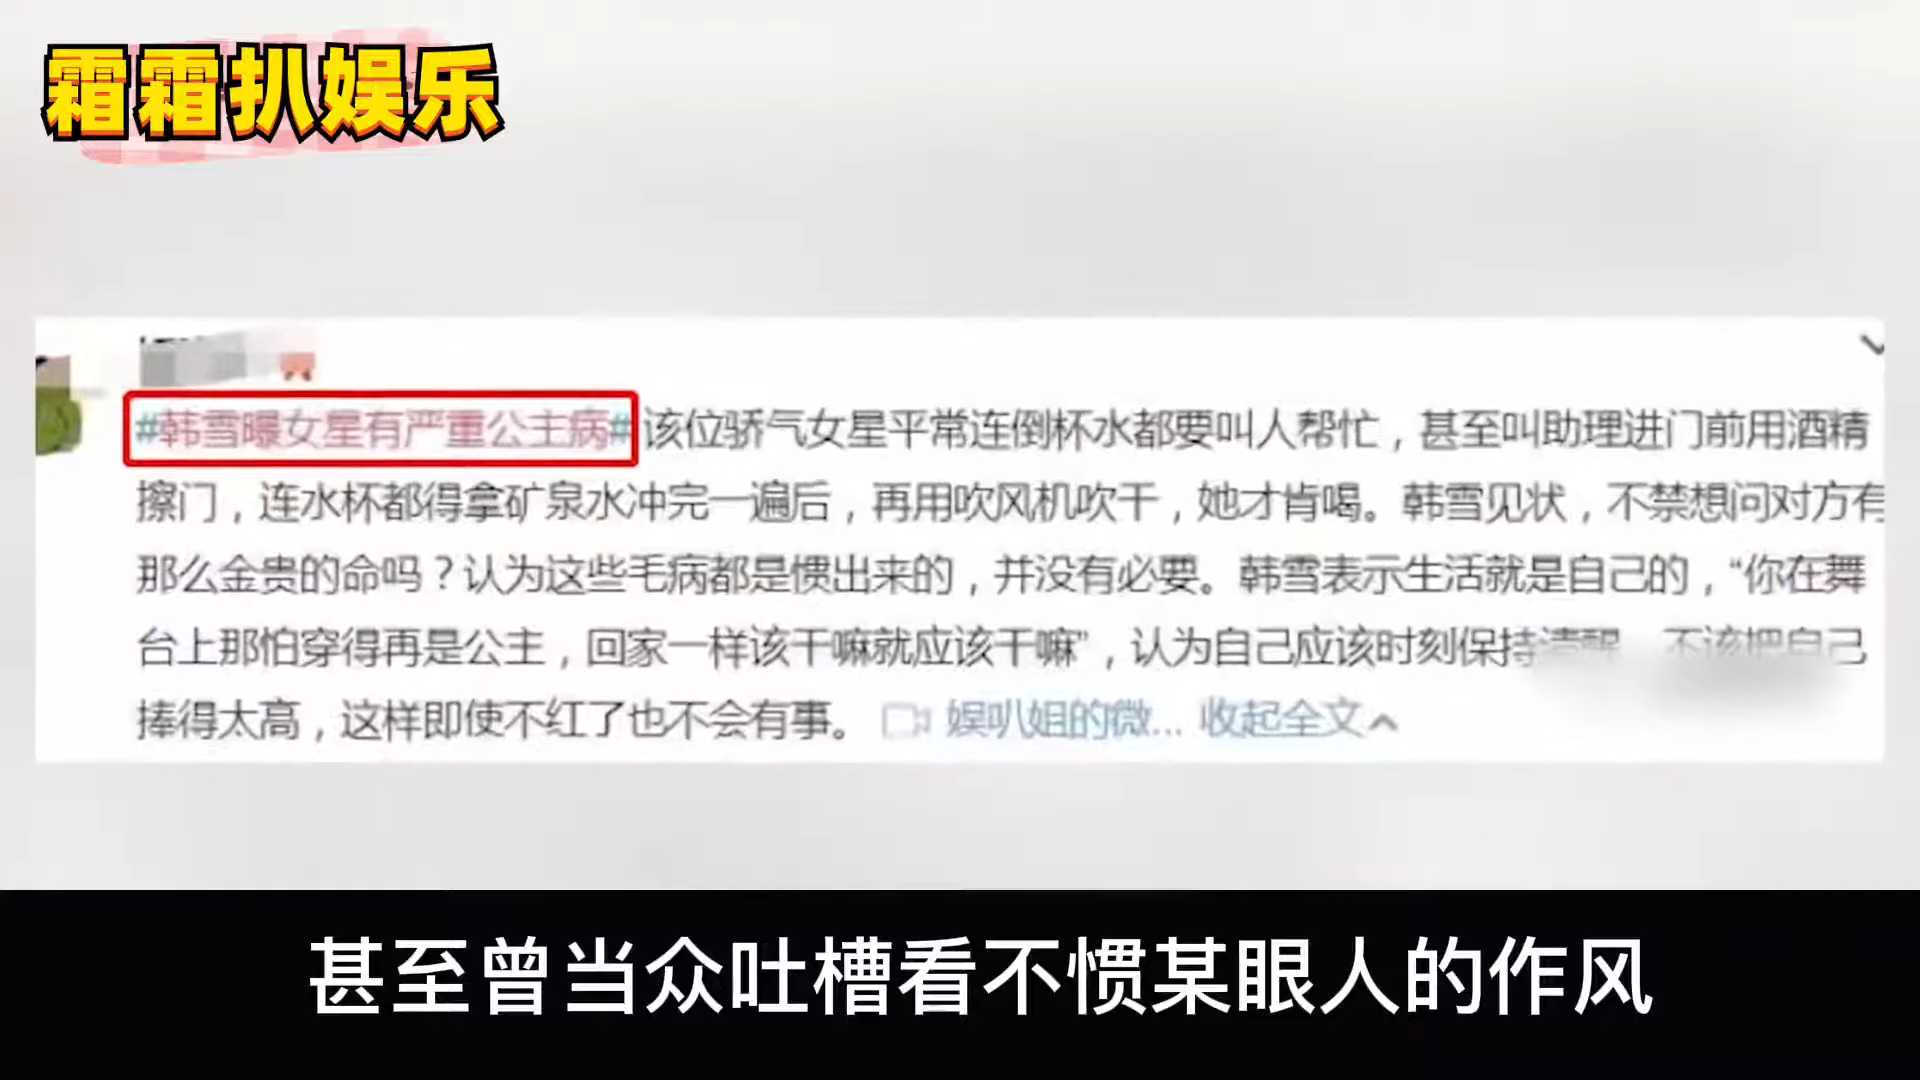 霜霜扒娱乐
#韩雪曝女星有严重公主病#该位骄气女星平常连倒杯水都要叫人帮忙，甚至叫助理进门前用酒精
擦门，连水杯都得拿矿泉水冲完一遍后，再用吹风机吹干，她才肯喝。韩雪见状，不禁想问对方有
那么金贵的命吗？认为这些毛病都是惯出来的，并没有必要。韩雪表示生活就是自己的，“你在舞
台上那怕穿得再是公主，回家一样该干嘛就应该干嘛”，认为自己应该时刻保持清醒，不该把自己
捧得太高，这样即使不红了也不会有事。 娱叭姐的微... 收起全文
甚至曾当众吐槽看不惯某眼人的作风